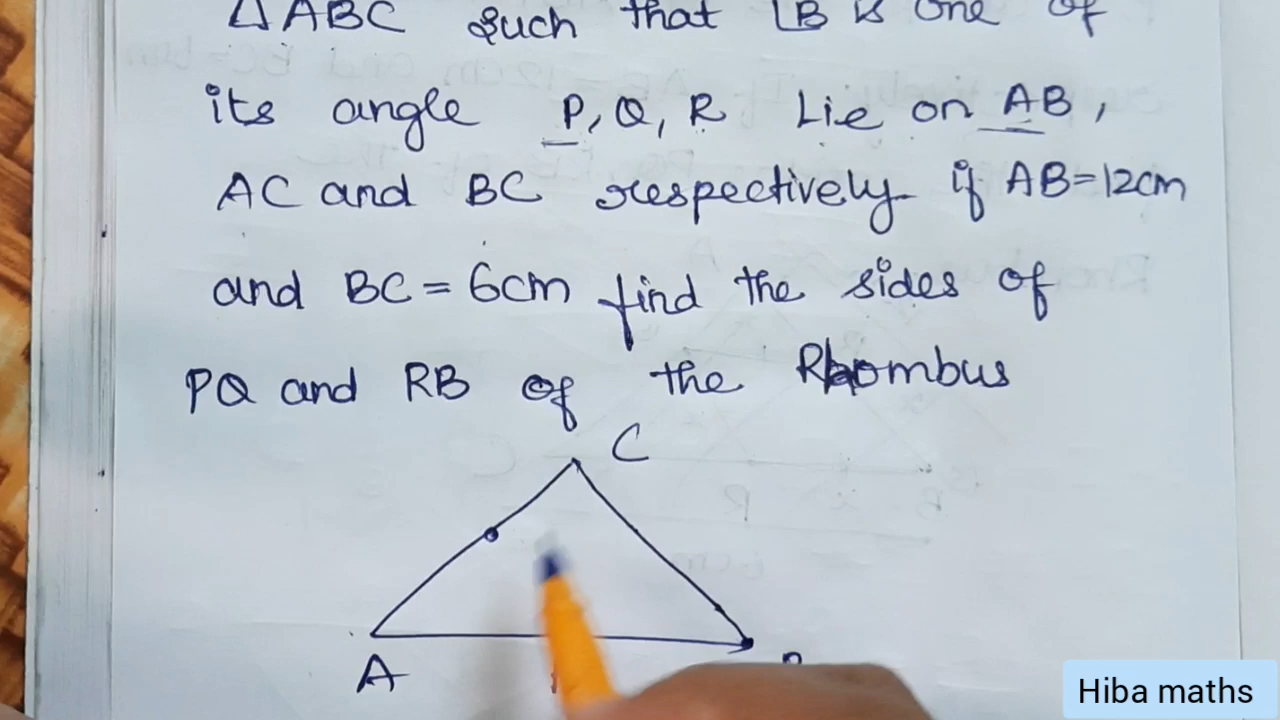 △ABC such that ∠B is one of
its angle P, Q, R Lie on AB,
AC and BC respectively if AB=12cm
and BC = 6cm find the sides of
PQ and RB of the Rhombus
C
A
Hiba maths